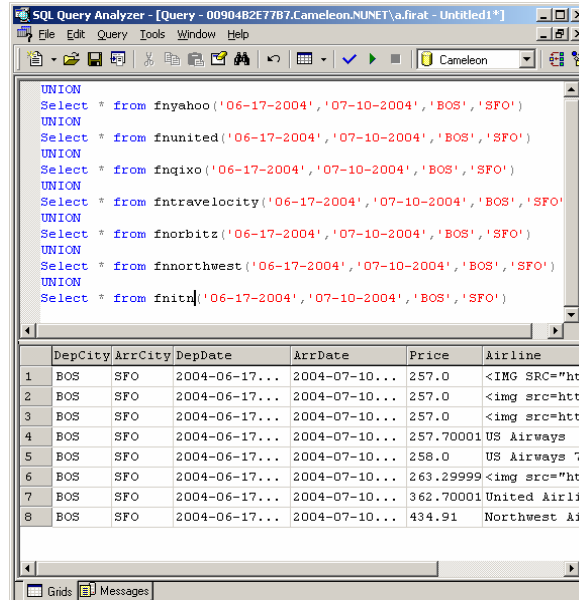 SQL Query Analyzer - [Query - 00904B2E77B7.Cameleon.NUNET\a.firat - Untitled1*]
File Edit Query Tools Window Help
Cameleon
UNION
Select * from fnyahoo('06-17-2004','07-10-2004','BOS','SFO')
UNION
Select * from fnunited('06-17-2004','07-10-2004','BOS','SFO')
UNION
Select * from fnqixo('06-17-2004','07-10-2004','BOS','SFO')
UNION
Select * from fntravelocity('06-17-2004','07-10-2004','BOS','SFO'
UNION
Select * from fnorbitz('06-17-2004','07-10-2004','BOS','SFO')
UNION
Select * from fnnorthwest('06-17-2004','07-10-2004','BOS','SFO')
UNION
Select * from fnitn('06-17-2004','07-10-2004','BOS','SFO')
DepCity ArrCity DepDate ArrDate Price Airline
1 BOS SFO 2004-06-17... 2004-07-10... 257.0 <IMG SRC="ht
2 BOS SFO 2004-06-17... 2004-07-10... 257.0 <img src=htt
3 BOS SFO 2004-06-17... 2004-07-10... 257.0 <img src=htt
4 BOS SFO 2004-06-17... 2004-07-10... 257.70001 US Airways
5 BOS SFO 2004-06-17... 2004-07-10... 258.0 US Airways 7
6 BOS SFO 2004-06-17... 2004-07-10... 263.29999 <img src="ht
7 BOS SFO 2004-06-17... 2004-07-10... 362.70001 United Airli
8 BOS SFO 2004-06-17... 2004-07-10... 434.91 Northwest Ai
Grids Messages